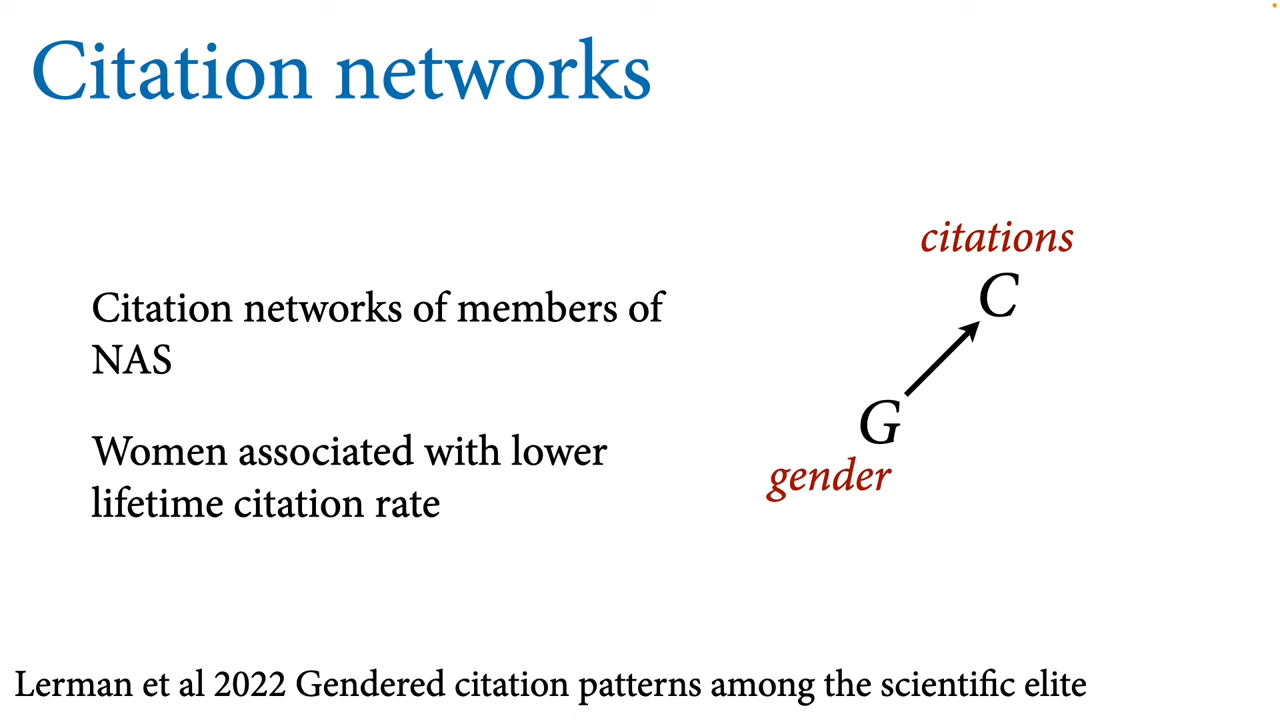 Citation networks
Citation networks of members of
NAS
Women associated with lower
lifetime citation rate
citations
C
G
gender
Lerman et al 2022 Gendered citation patterns among the scientific elite